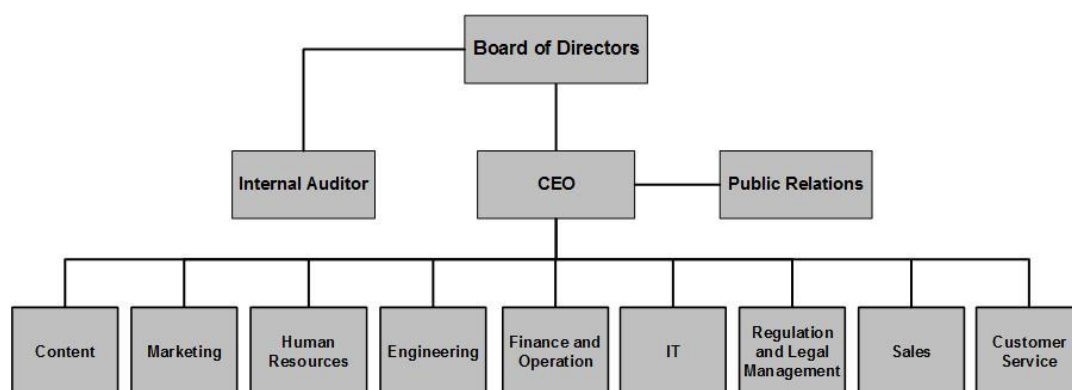 Board of Directors
Internal Auditor
CEO
Public Relations
Content
Marketing
Human
Resources
Engineering
Finance and
Operation
IT
Regulation
and Legal
Management
Sales
Customer
Service